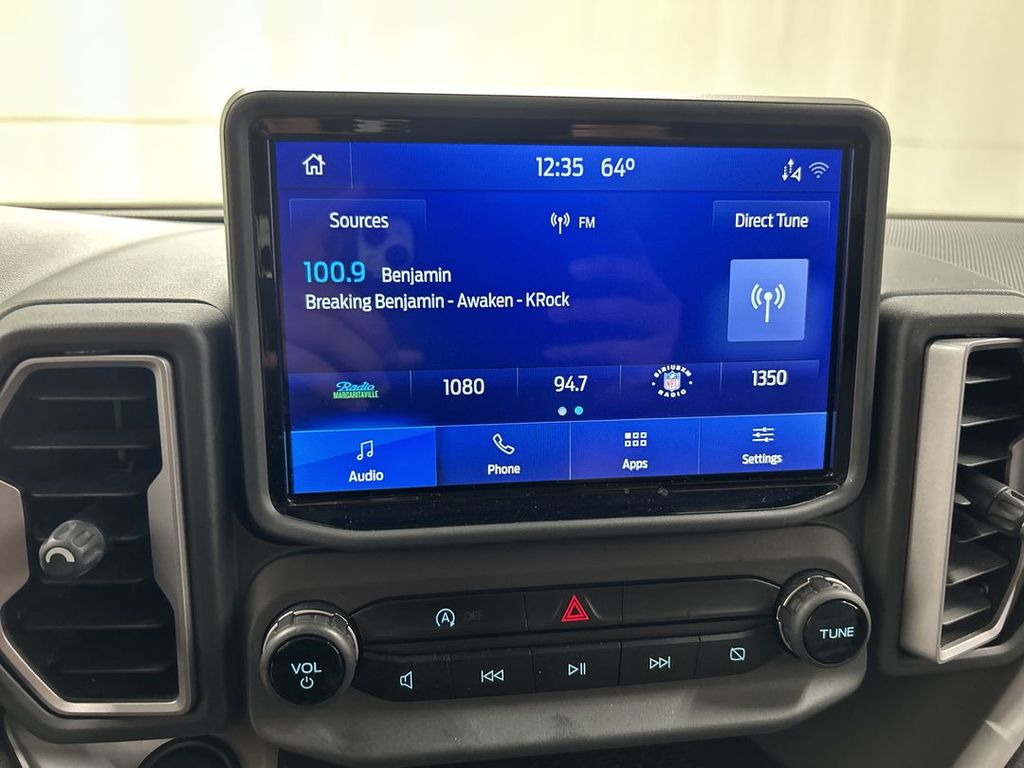 12:35 64°
Sources FM Direct Tune
100.9 Benjamin
Breaking Benjamin - Awaken - KRock
Radio MARGARITAVILLE
1080
94.7
SIRIUSXM NFL RADIO
1350
Audio
Phone
Apps
Settings
A OFF
VOL
TUNE